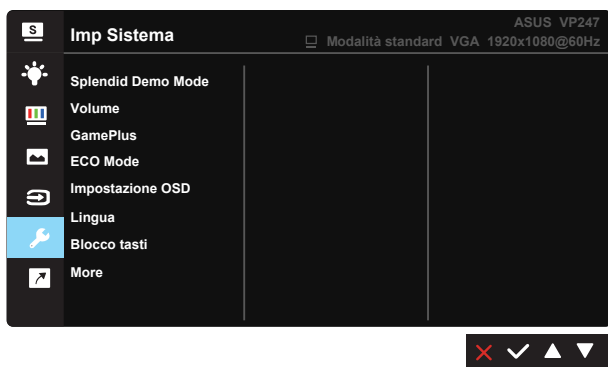 S
Imp Sistema
ASUS VP247
Modalità standard VGA 1920x1080@60Hz
Splendid Demo Mode
Volume
GamePlus
ECO Mode
Impostazione OSD
Lingua
Blocco tasti
More